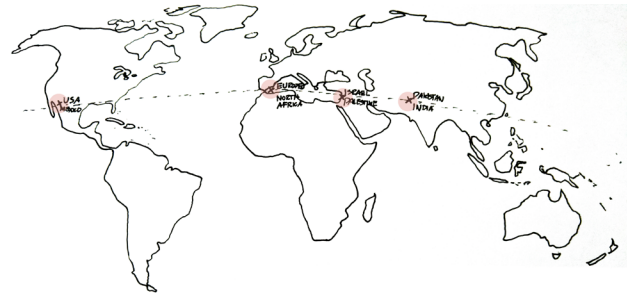 USA
MEXICO
EUROPE
NORTH
AFRICA
ISRAEL
PALESTINE
PAKISTAN
INDIA